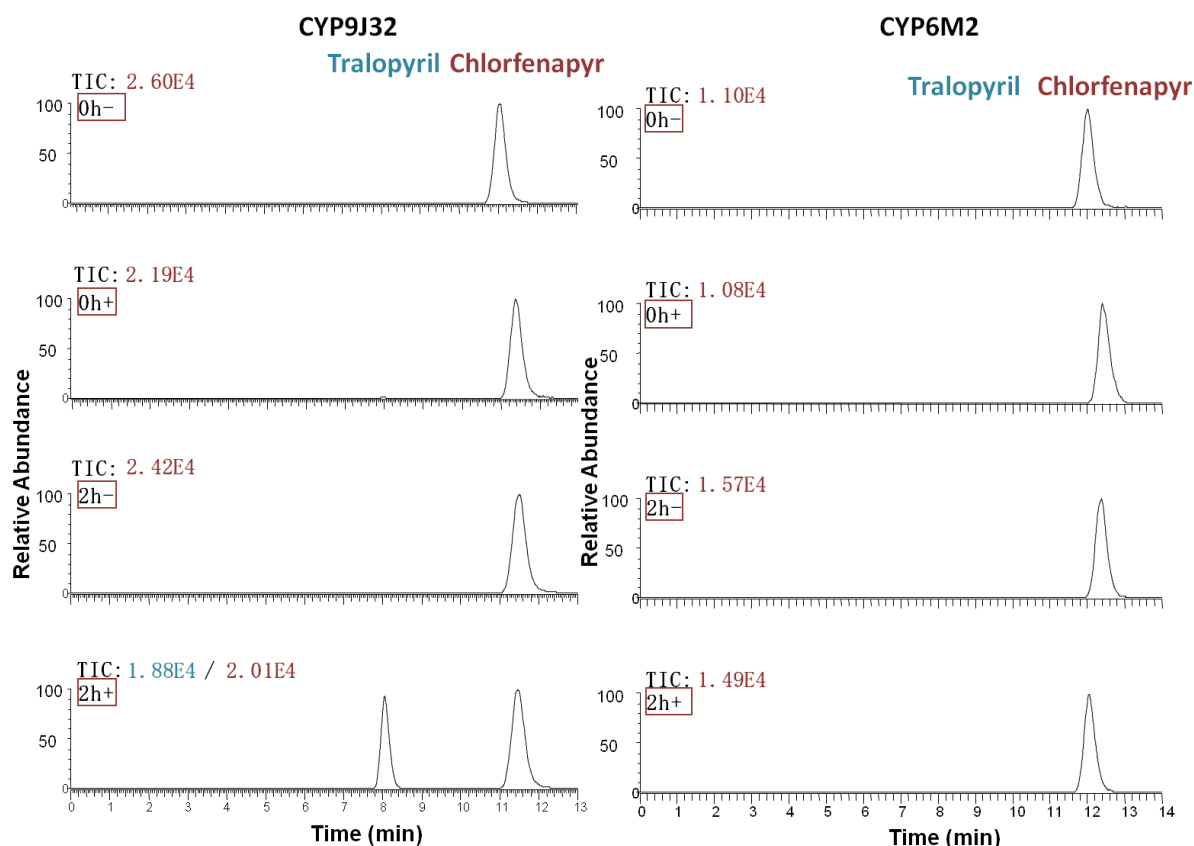 CYP9J32
Tralopyril Chlorfenapyr
TIC: 2.60E4
0h-
100
50
0
TIC: 2.19E4
0h+
100
50
0
TIC: 2.42E4
2h-
100
50
0
TIC: 1.88E4 / 2.01E4
2h+
100
50
0
0 1 2 3 4 5 6 7 8 9 10 11 12 13
Time (min)
Relative Abundance
CYP6M2
Tralopyril Chlorfenapyr
TIC: 1.10E4
0h-
100
50
0
TIC: 1.08E4
0h+
100
50
0
TIC: 1.57E4
2h-
100
50
0
TIC: 1.49E4
2h+
100
50
0
0 1 2 3 4 5 6 7 8 9 10 11 12 13 14
Time (min)
Relative Abundance